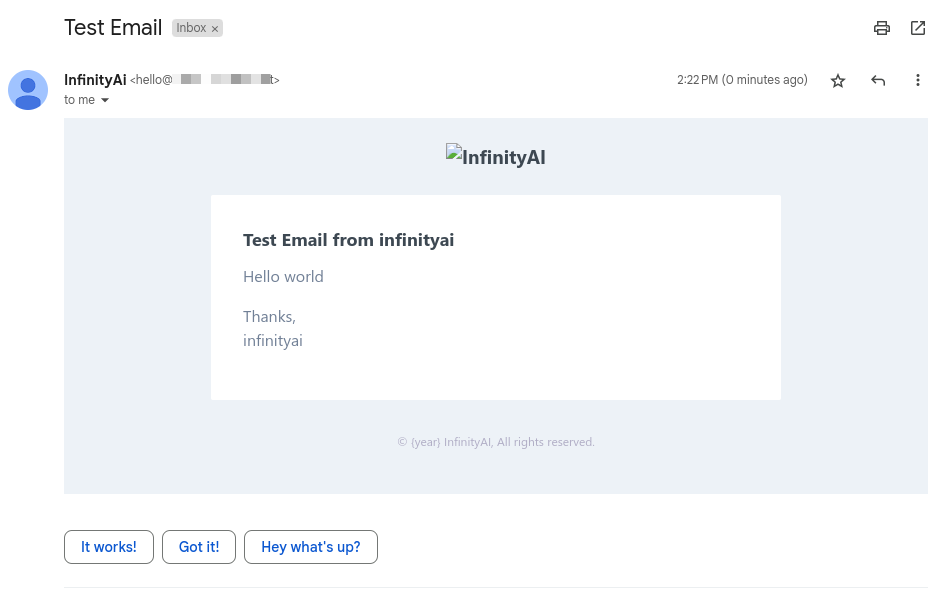 Test Email Inbox ×
InfinityAi <hello@ t>
2:22 PM (0 minutes ago)
to me
InfinityAI
Test Email from infinityai
Hello world
Thanks,
infinityai
© {year} InfinityAI, All rights reserved.
It works! Got it! Hey what's up?